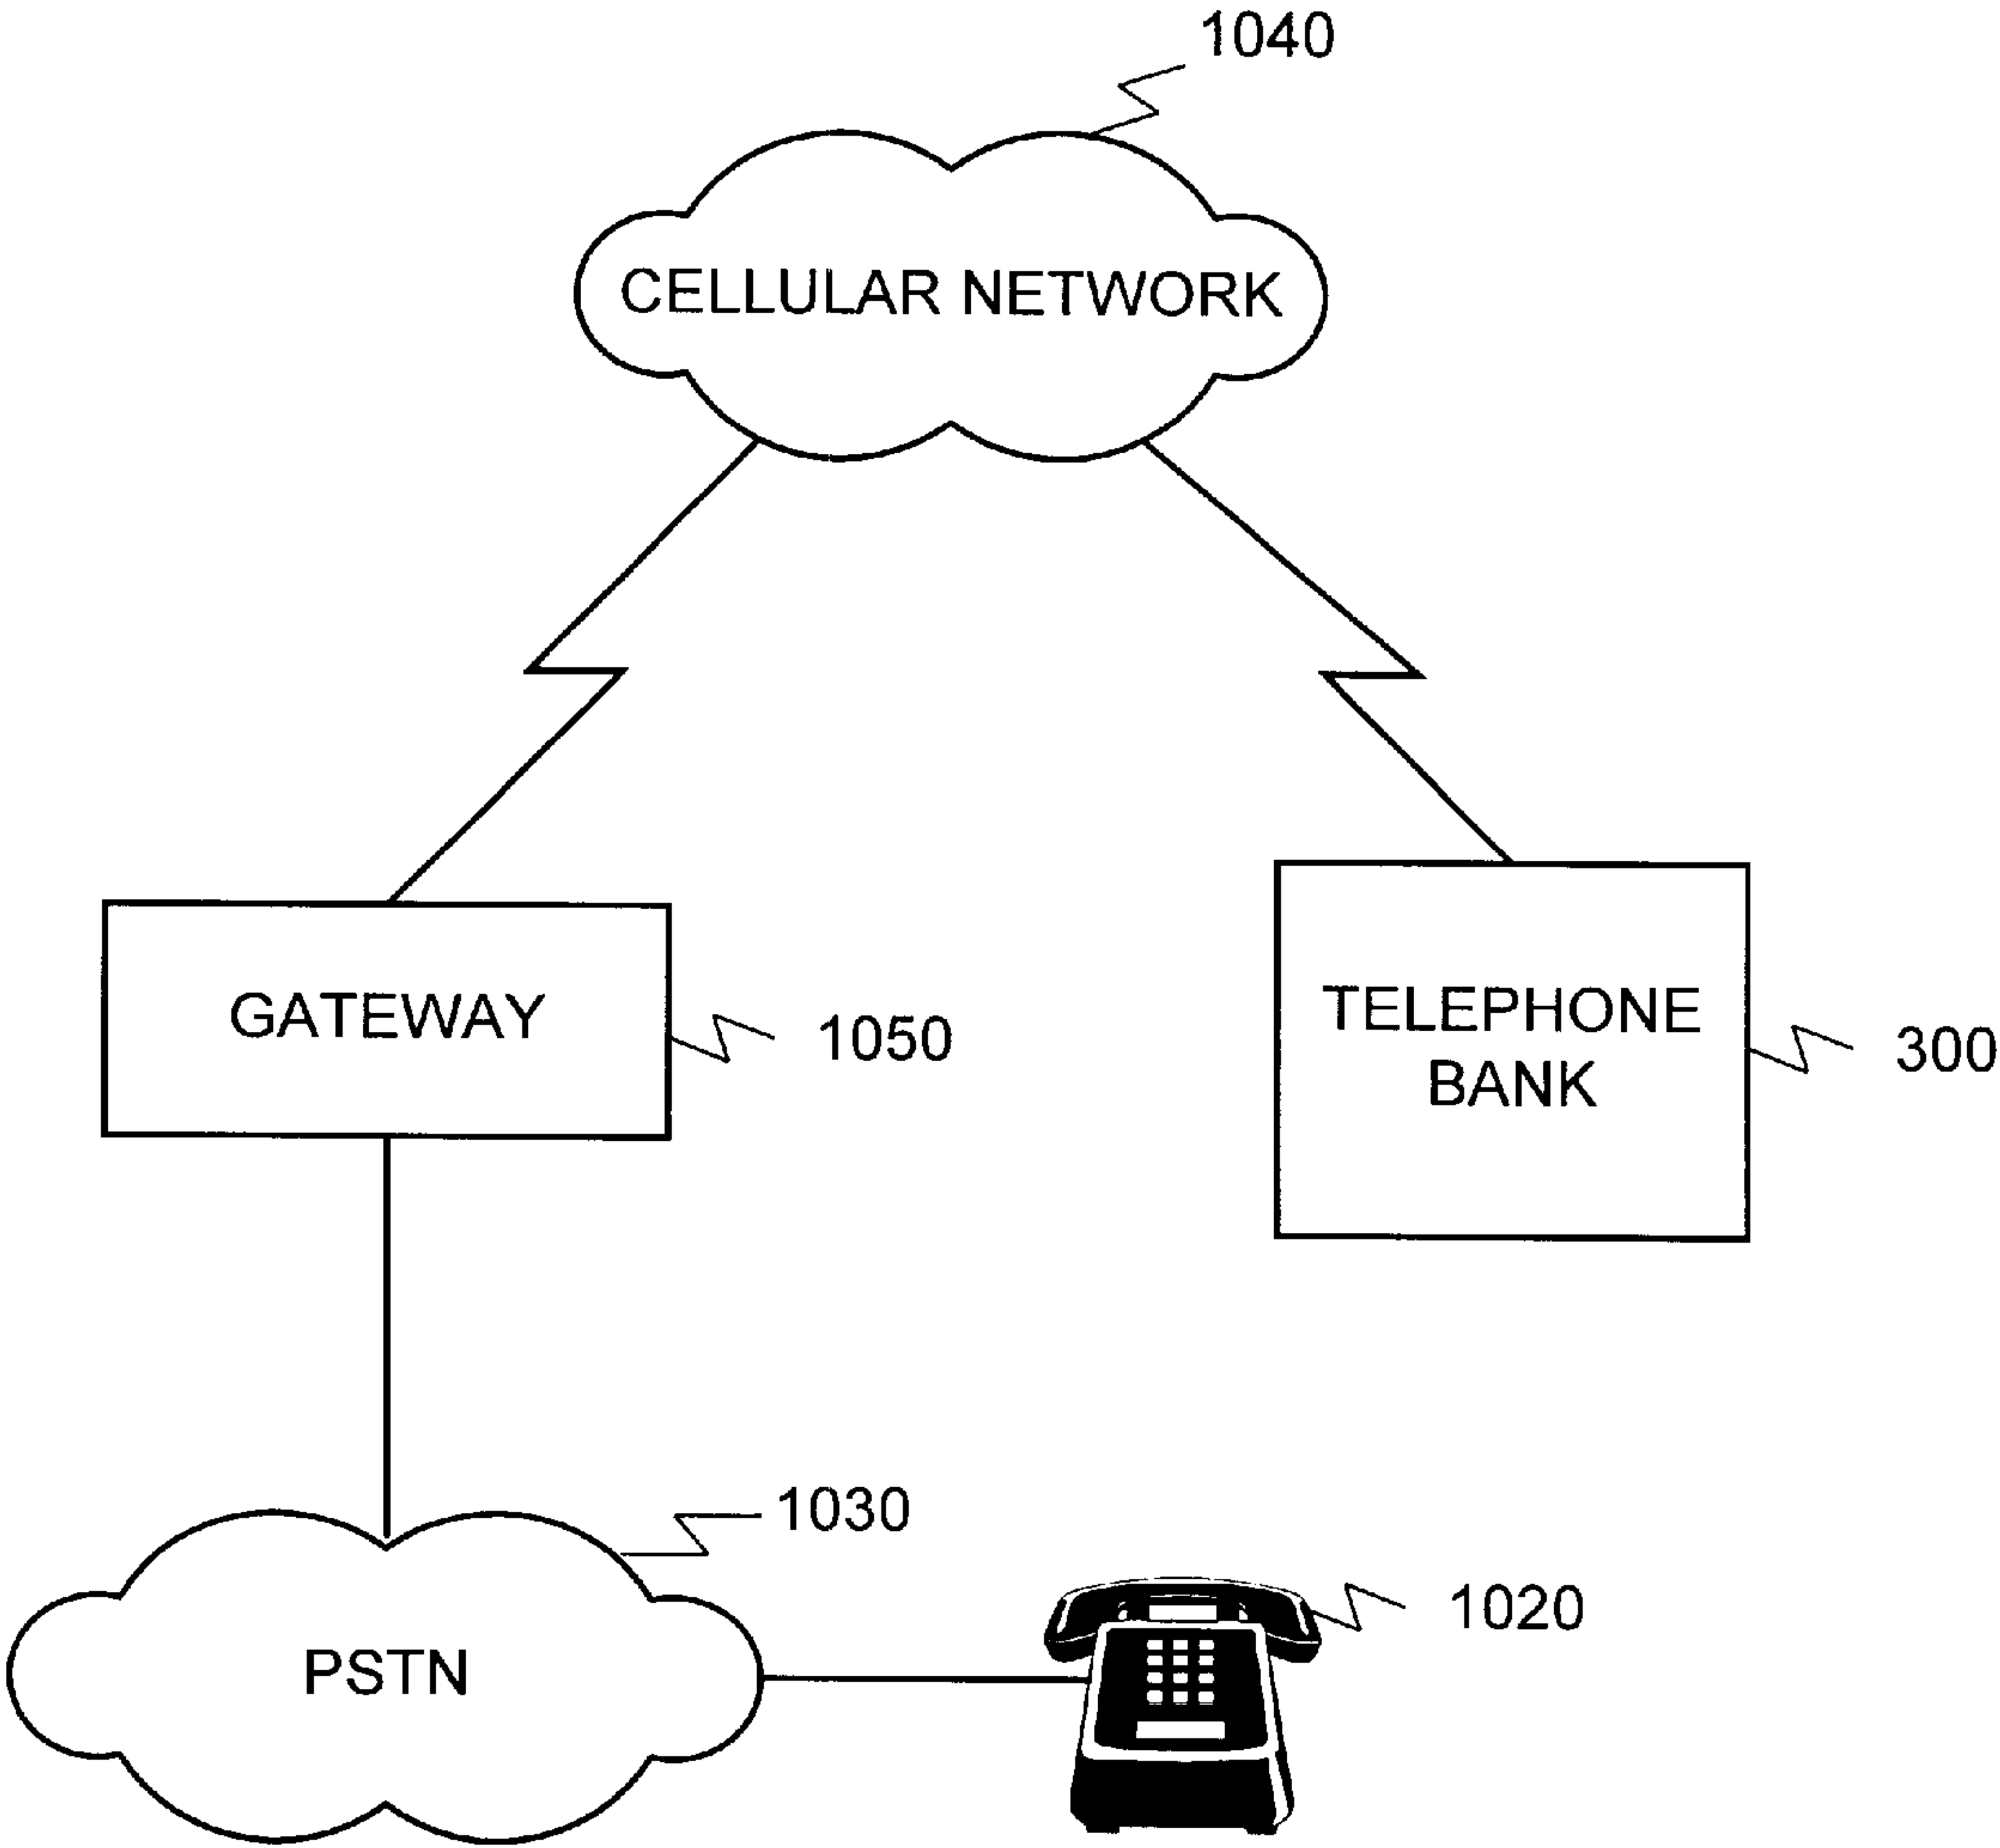 1040
CELLULAR NETWORK
GATEWAY
1050
TELEPHONE
BANK
300
1030
PSTN
1020